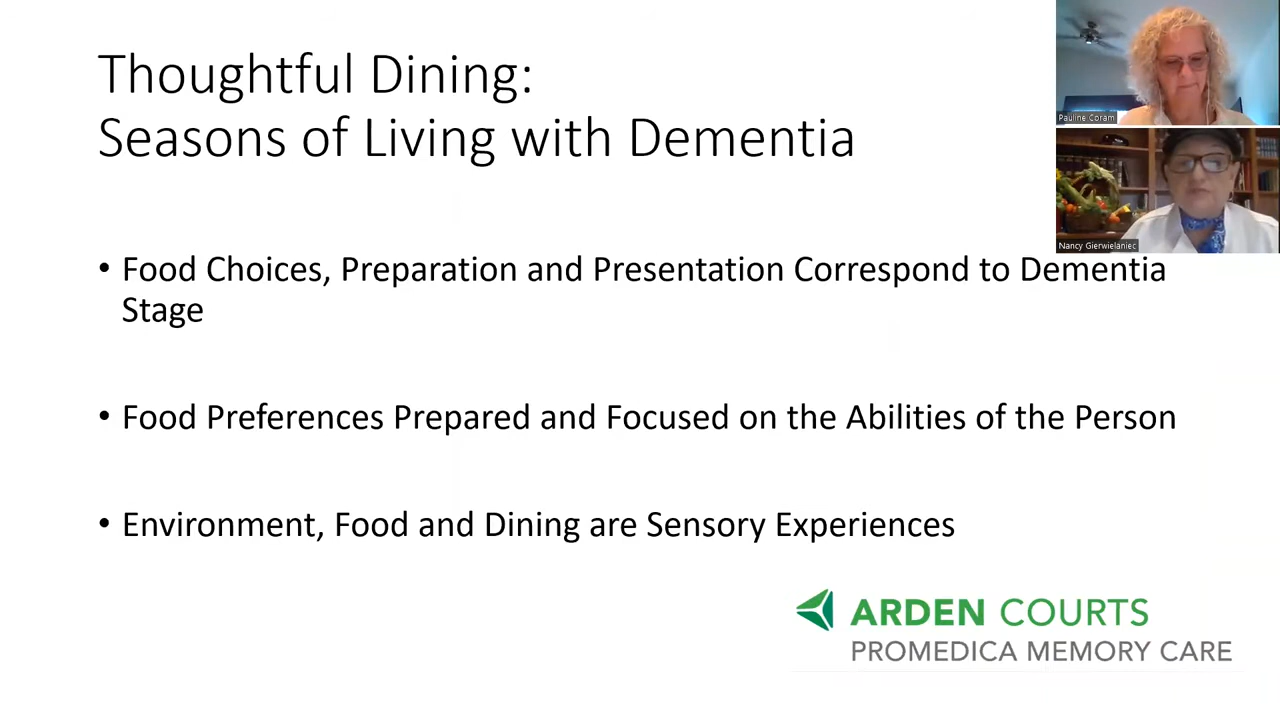 Thoughtful Dining:
Seasons of Living with Dementia
Pauline Coram
Nancy Gierwielaniec
• Food Choices, Preparation and Presentation Correspond to Dementia
Stage
• Food Preferences Prepared and Focused on the Abilities of the Person
• Environment, Food and Dining are Sensory Experiences
ARDEN COURTS
PROMEDICA MEMORY CARE